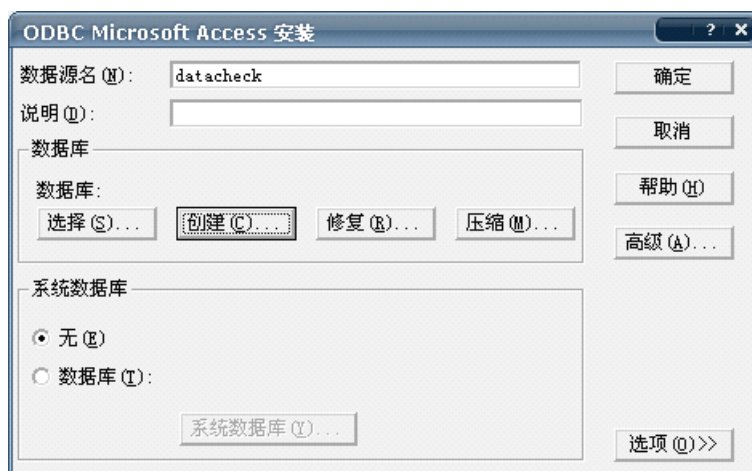 ODBC Microsoft Access 安装
数据源名(N):
datacheck
确定
说明(D):
取消
数据库
数据库:
帮助(H)
选择(S)...
创建(C)...
修复(R)...
压缩(M)...
高级(A)...
系统数据库
无(E)
数据库(T):
系统数据库(Y)...
选项(O)>>